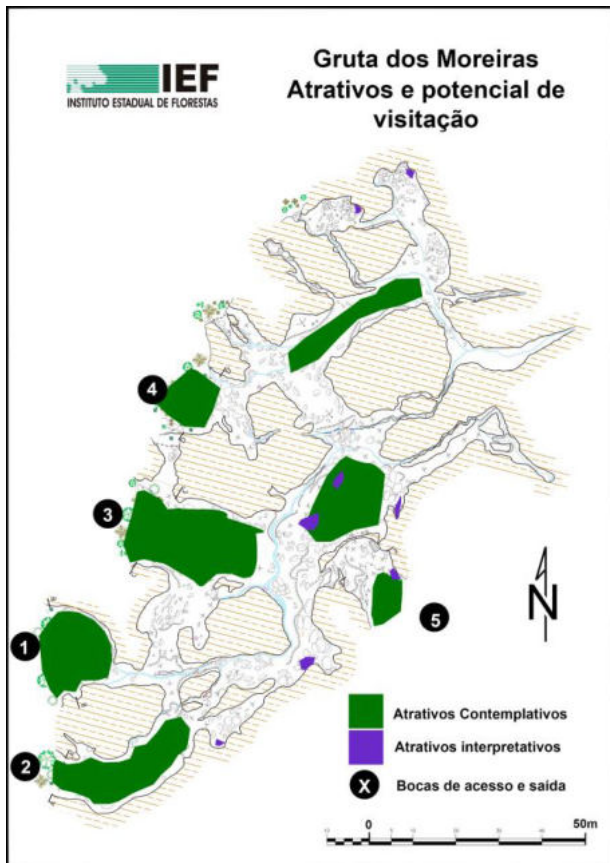 IEF
INSTITUTO ESTADUAL DE FLORESTAS
Gruta dos Moreiras
Atrativos e potencial de
visitação
4
3
5
N
1
2
Atrativos Contemplativos
Atrativos interpretativos
X Bocas de acesso e saída
0 50m